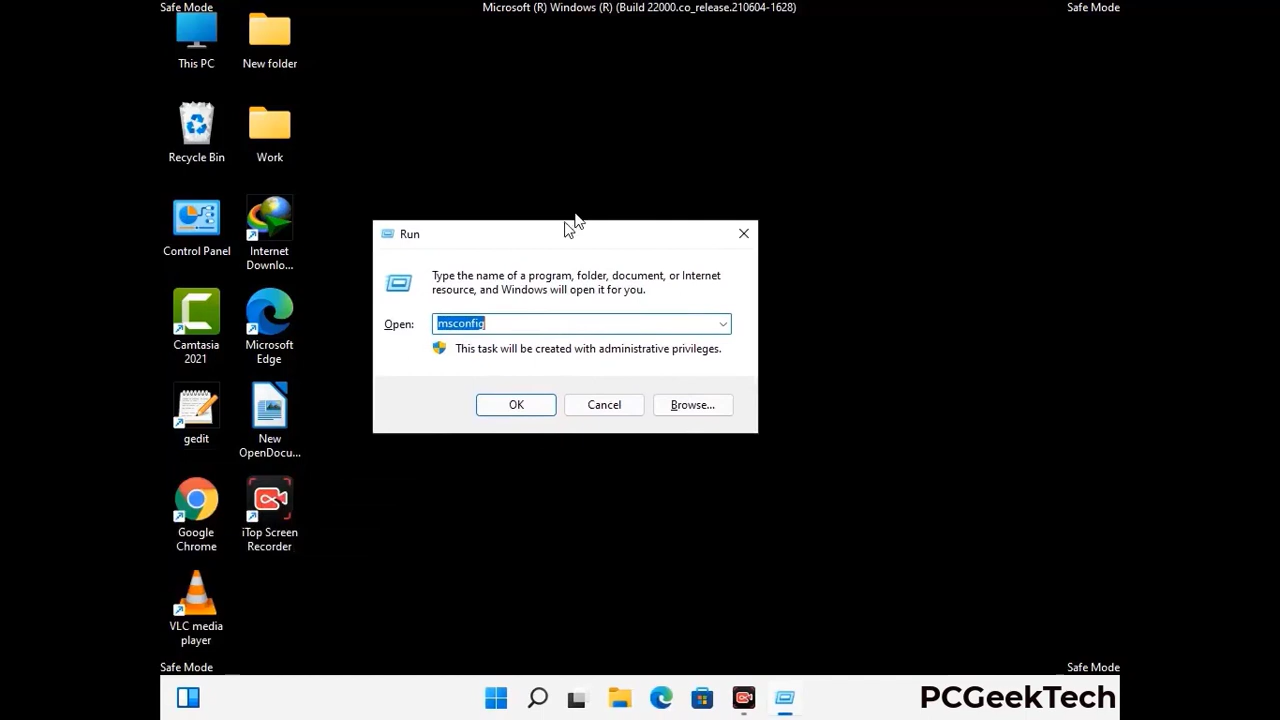 Safe Mode
Microsoft (R) Windows (R) (Build 22000.co_release.210604-1628)
Safe Mode
This PC
New folder
Recycle Bin
Work
Control Panel
Internet
Downlo...
Camtasia
2021
Microsoft
Edge
gedit
New
OpenDocu...
Google
Chrome
iTop Screen
Recorder
VLC media
player
Run
Type the name of a program, folder, document, or Internet
resource, and Windows will open it for you.
Open:
msconfig
This task will be created with administrative privileges.
OK
Cancel
Browse...
Safe Mode
Safe Mode
PCGeekTech